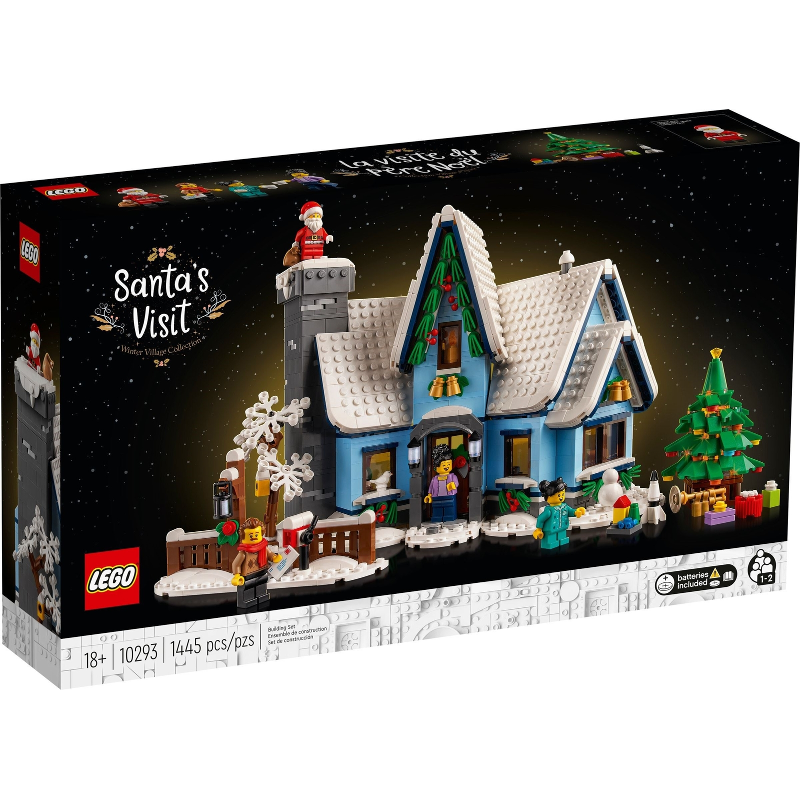 LEGO
la visite du
Père Noël
LEGO
Santa's
Visit
Winter Village Collection
LEGO
batteries
included
1-2
18+
10293
1445 pcs/pzs
Building Set
Ensemble de construction
Set de construcción